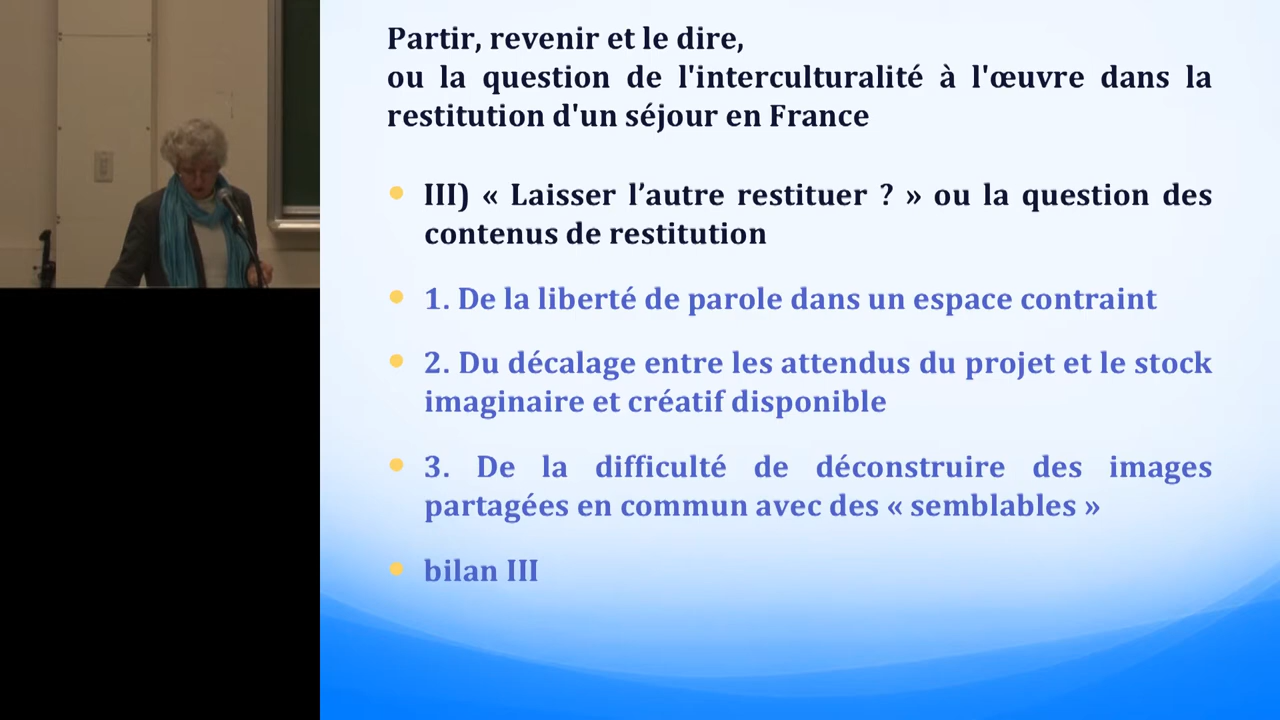 Partir, revenir et le dire,
ou la question de l'interculturalité à l'œuvre dans la
restitution d'un séjour en France
III) « Laisser l’autre restituer ? » ou la question des
contenus de restitution
1. De la liberté de parole dans un espace contraint
2. Du décalage entre les attendus du projet et le stock
imaginaire et créatif disponible
3. De la difficulté de déconstruire des images
partagées en commun avec des « semblables »
bilan III